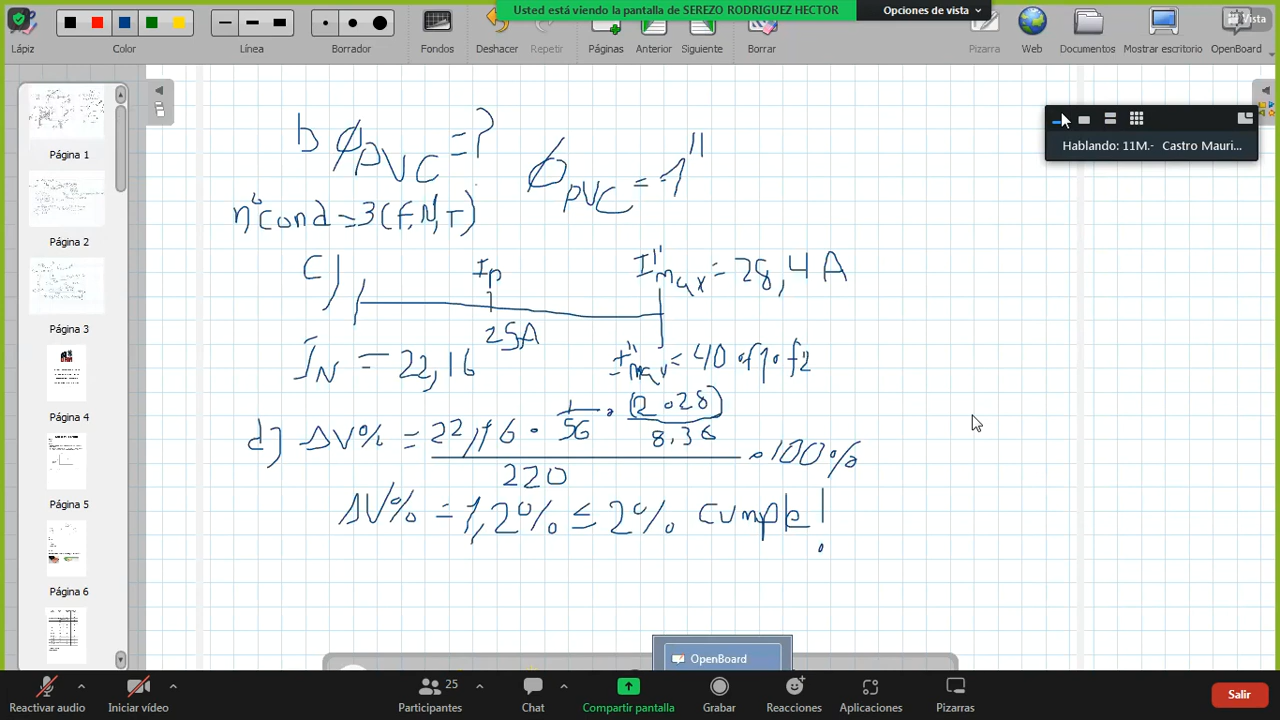 Usted está viendo la pantalla de SEREZO RODRIGUEZ HECTOR
Opciones de vista
Lápiz
Color
Línea
Borrador
Fondos
Deshacer
Repetir
Páginas
Anterior
Siguiente
Borrar
Pizarra
Web
Documentos
Mostrar escritorio
OpenBoard
Vista
Página 1
Página 2
Página 3
Página 4
Página 5
Página 6
Hablando: 11M.- Castro Mauri...
b ϕPVC = ?
ϕPVC = 1"
n° cond = 3 (F, N, T)
C)
Ip
I"max = 28,4 A
25A
IN = 22,16
I"max = 40 • f1 • f2
d) ΔV% = 22,16 • 1/56 • (2 • 28)/8.36
220
• 100%
ΔV% = 1,2% ≤ 2% cumple!
OpenBoard
Reactivar audio
Iniciar vídeo
25
Participantes
Chat
Compartir pantalla
Grabar
Reacciones
Aplicaciones
Pizarras
Salir